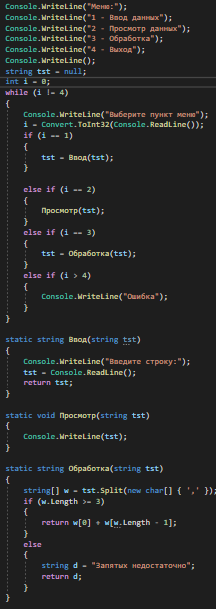 Console.WriteLine("Меню:");
Console.WriteLine("1 - Ввод данных");
Console.WriteLine("2 - Просмотр данных");
Console.WriteLine("3 - Обработка");
Console.WriteLine("4 - Выход");
Console.WriteLine();
string tst = null;
int i = 0;
while (i != 4)
{
Console.WriteLine("Выберите пункт меню");
i = Convert.ToInt32(Console.ReadLine());
if (i == 1)
{
tst = Ввод(tst);
}
else if (i == 2)
{
Просмотр(tst);
}
else if (i == 3)
{
tst = Обработка(tst);
}
else if (i > 4)
{
Console.WriteLine("Ошибка");
}
}
static string Ввод(string tst)
{
Console.WriteLine("Введите строку:");
tst = Console.ReadLine();
return tst;
}
static void Просмотр(string tst)
{
Console.WriteLine(tst);
}
static string Обработка(string tst)
{
string[] w = tst.Split(new char[] { ',' });
if (w.Length >= 3)
{
return w[0] + w[w.Length - 1];
}
else
{
string d = "Запятых недостаточно";
return d;
}
}